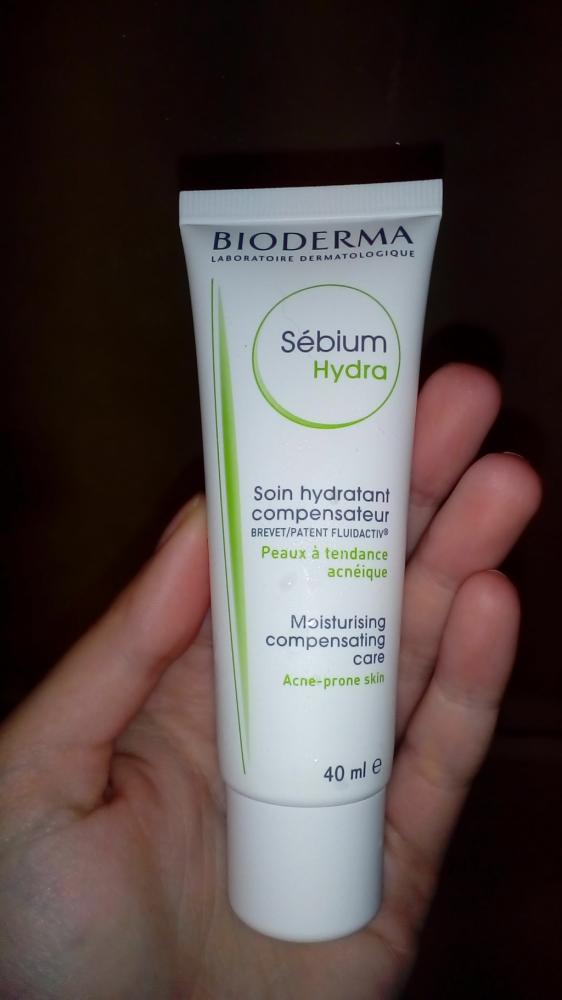 BIODERMA
LABORATOIRE DERMATOLOGIQUE
Sébium
Hydra
Soin hydratant
compensateur
BREVET/PATENT FLUIDACTIV®
Peaux à tendance
acnéique
Moisturising
compensating
care
Acne-prone skin
40 ml e